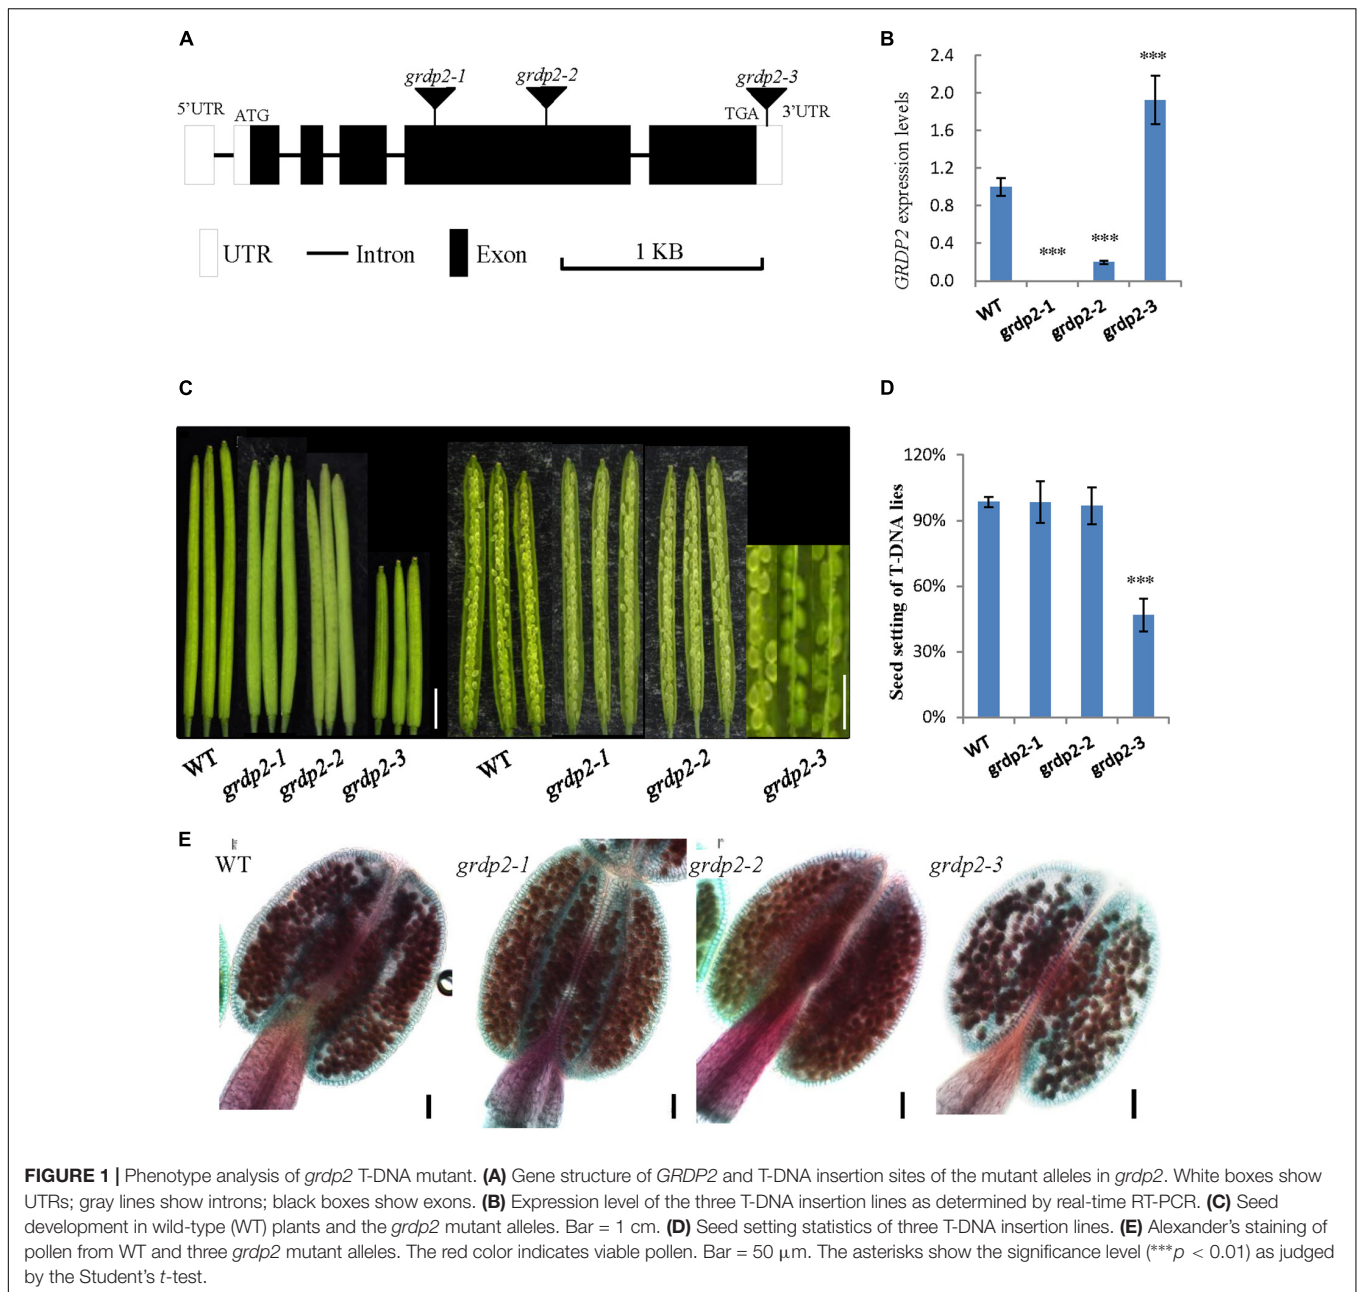 A
grdp2-1
grdp2-2
grdp2-3
5'UTR
ATG
TGA
3'UTR
UTR
Intron
Exon
1 KB
B
GRDP2 expression levels
2.4
2.0
1.6
1.2
0.8
0.4
0.0
***
***
***
WT
grdp2-1
grdp2-2
grdp2-3
C
WT
grdp2-1
grdp2-2
grdp2-3
WT
grdp2-1
grdp2-2
grdp2-3
D
Seed setting of T-DNA lies
120%
90%
60%
30%
0%
***
WT
grdp2-1
grdp2-2
grdp2-3
E
WT
grdp2-1
grdp2-2
grdp2-3
FIGURE 1 | Phenotype analysis of grdp2 T-DNA mutant. (A) Gene structure of GRDP2 and T-DNA insertion sites of the mutant alleles in grdp2. White boxes show
UTRs; gray lines show introns; black boxes show exons. (B) Expression level of the three T-DNA insertion lines as determined by real-time RT-PCR. (C) Seed
development in wild-type (WT) plants and the grdp2 mutant alleles. Bar = 1 cm. (D) Seed setting statistics of three T-DNA insertion lines. (E) Alexander's staining of
pollen from WT and three grdp2 mutant alleles. The red color indicates viable pollen. Bar = 50 μm. The asterisks show the significance level (***p < 0.01) as judged
by the Student's t-test.